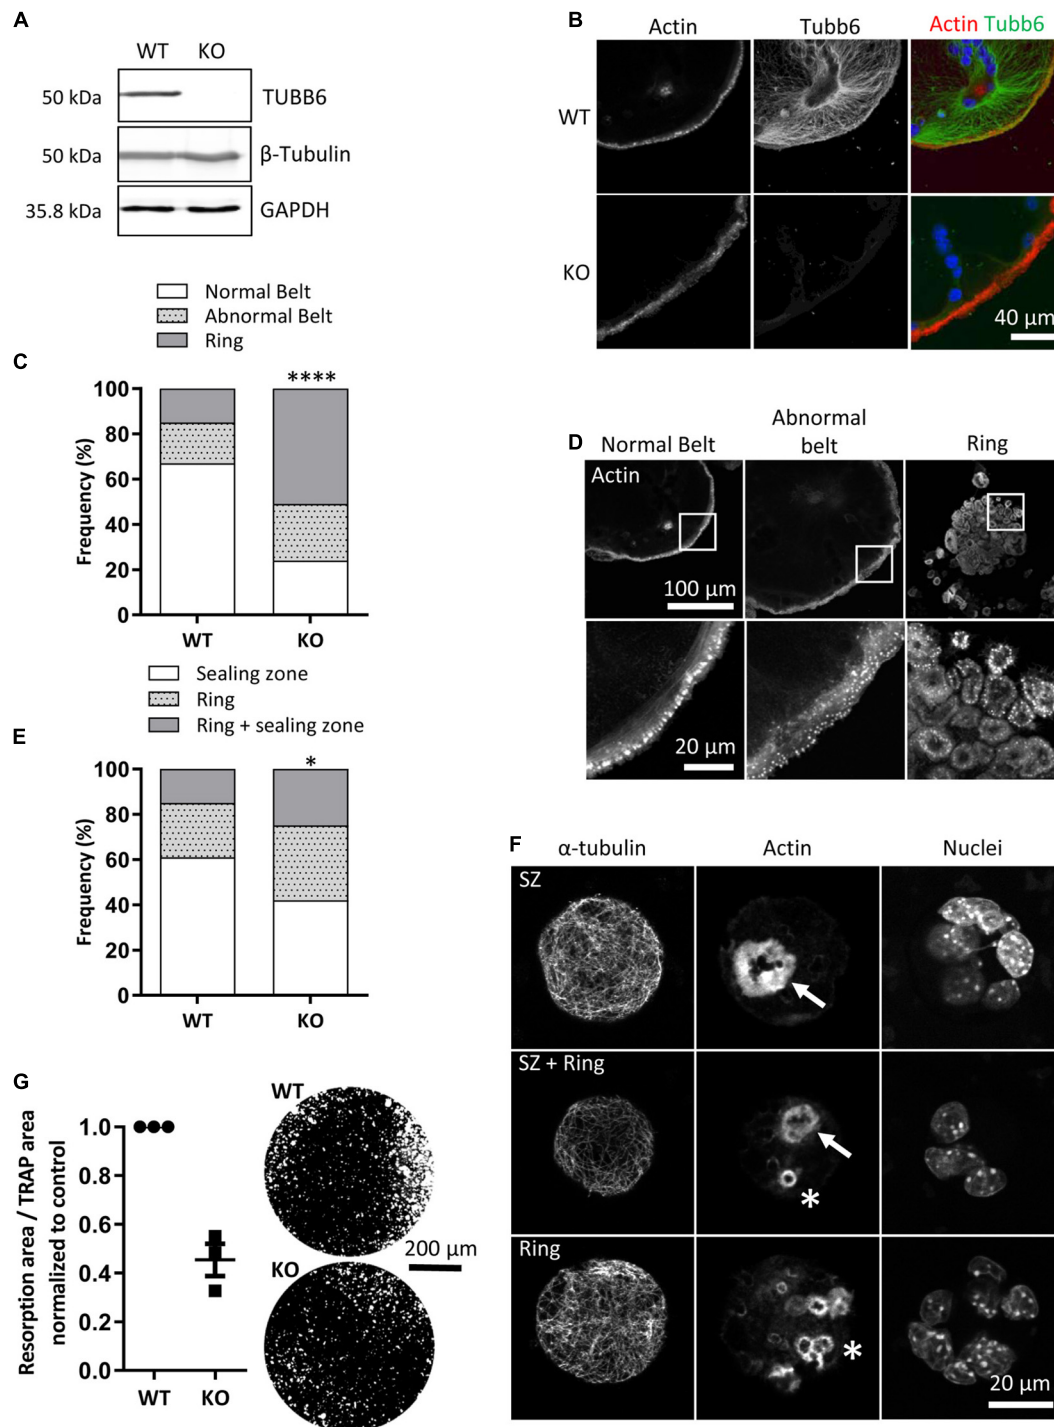 A
WT KO
50 kDa TUBB6
50 kDa β-Tubulin
35.8 kDa GAPDH
B
Actin Tubb6 Actin Tubb6
WT
KO
40 µm
Normal Belt
Abnormal Belt
Ring
C
****
Frequency (%)
100
80
60
40
20
0
WT KO
D
Normal Belt Abnormal belt Ring
Actin
100 µm
20 µm
Sealing zone
Ring
Ring + sealing zone
E
*
Frequency (%)
100
80
60
40
20
0
WT KO
F
α-tubulin Actin Nuclei
SZ
SZ + Ring
*
Ring
*
20 µm
G
Resorption area / TRAP area
normalized to control
1.0
0.8
0.6
0.4
0.2
0.0
WT KO
WT
200 µm
KO